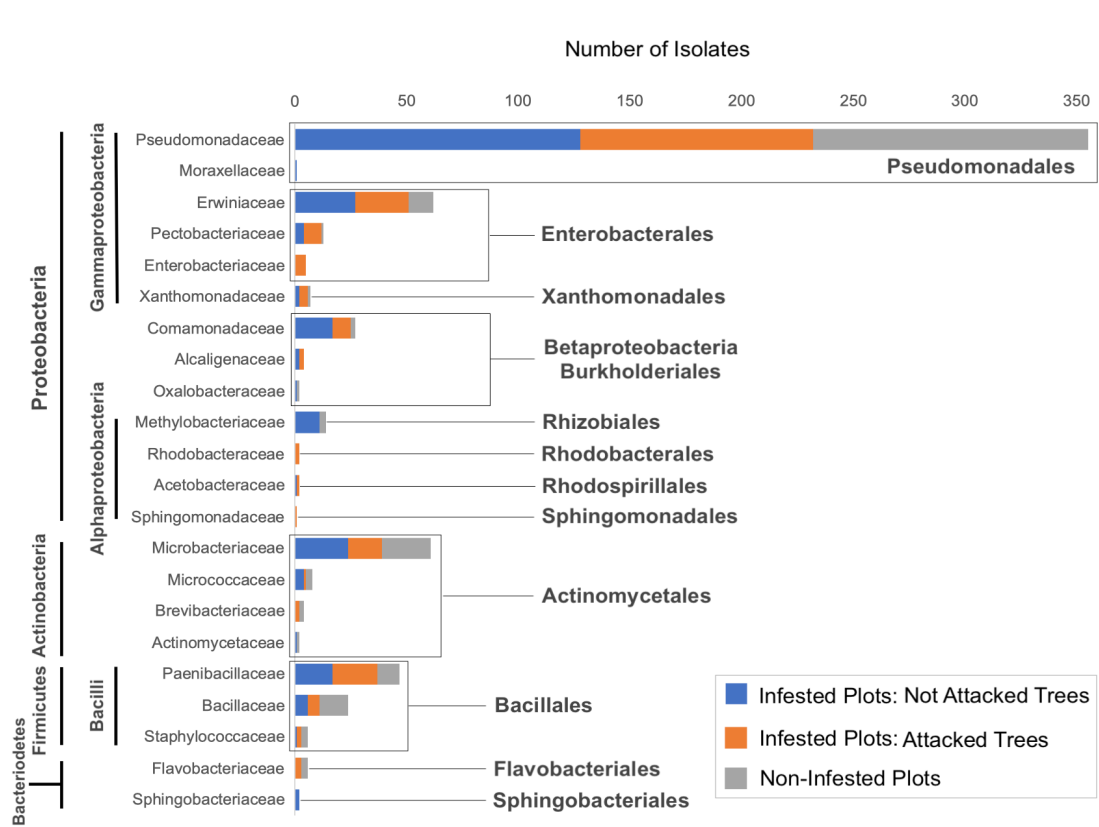 Number of Isolates
0 50 100 150 200 250 300 350
Proteobacteria
Gammaproteobacteria
Pseudomonadaceae
Moraxellaceae
Pseudomonadales
Erwiniaceae
Pectobacteriaceae
Enterobacterales
Enterobacteriaceae
Xanthomonadaceae
Xanthomonadales
Comamonadaceae
Alcaligenaceae
Betaproteobacteria
Burkholderiales
Oxalobacteraceae
Alphaproteobacteria
Methylobacteriaceae
Rhizobiales
Rhodobacteraceae
Rhodobacterales
Acetobacteraceae
Rhodospirillales
Sphingomonadaceae
Sphingomonadales
Actinobacteria
Microbacteriaceae
Micrococcaceae
Actinomycetales
Brevibacteriaceae
Actinomycetaceae
Firmicutes
Bacilli
Paenibacillaceae
Bacillaceae
Bacillales
Staphylococcaceae
Bacteriodetes
Flavobacteriaceae
Flavobacteriales
Sphingobacteriaceae
Sphingobacteriales
Infested Plots: Not Attacked Trees
Infested Plots: Attacked Trees
Non-Infested Plots